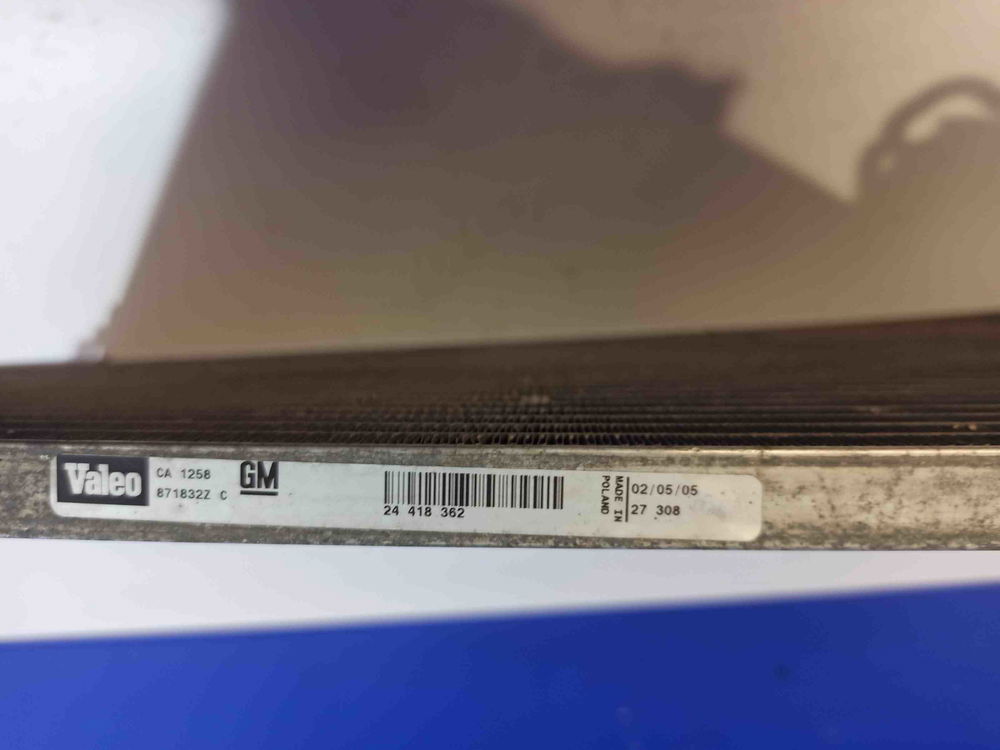 Valeo
CA 1258
871832Z C
GM
24 418 362
MADE IN
POLAND
02/05/05
27 308